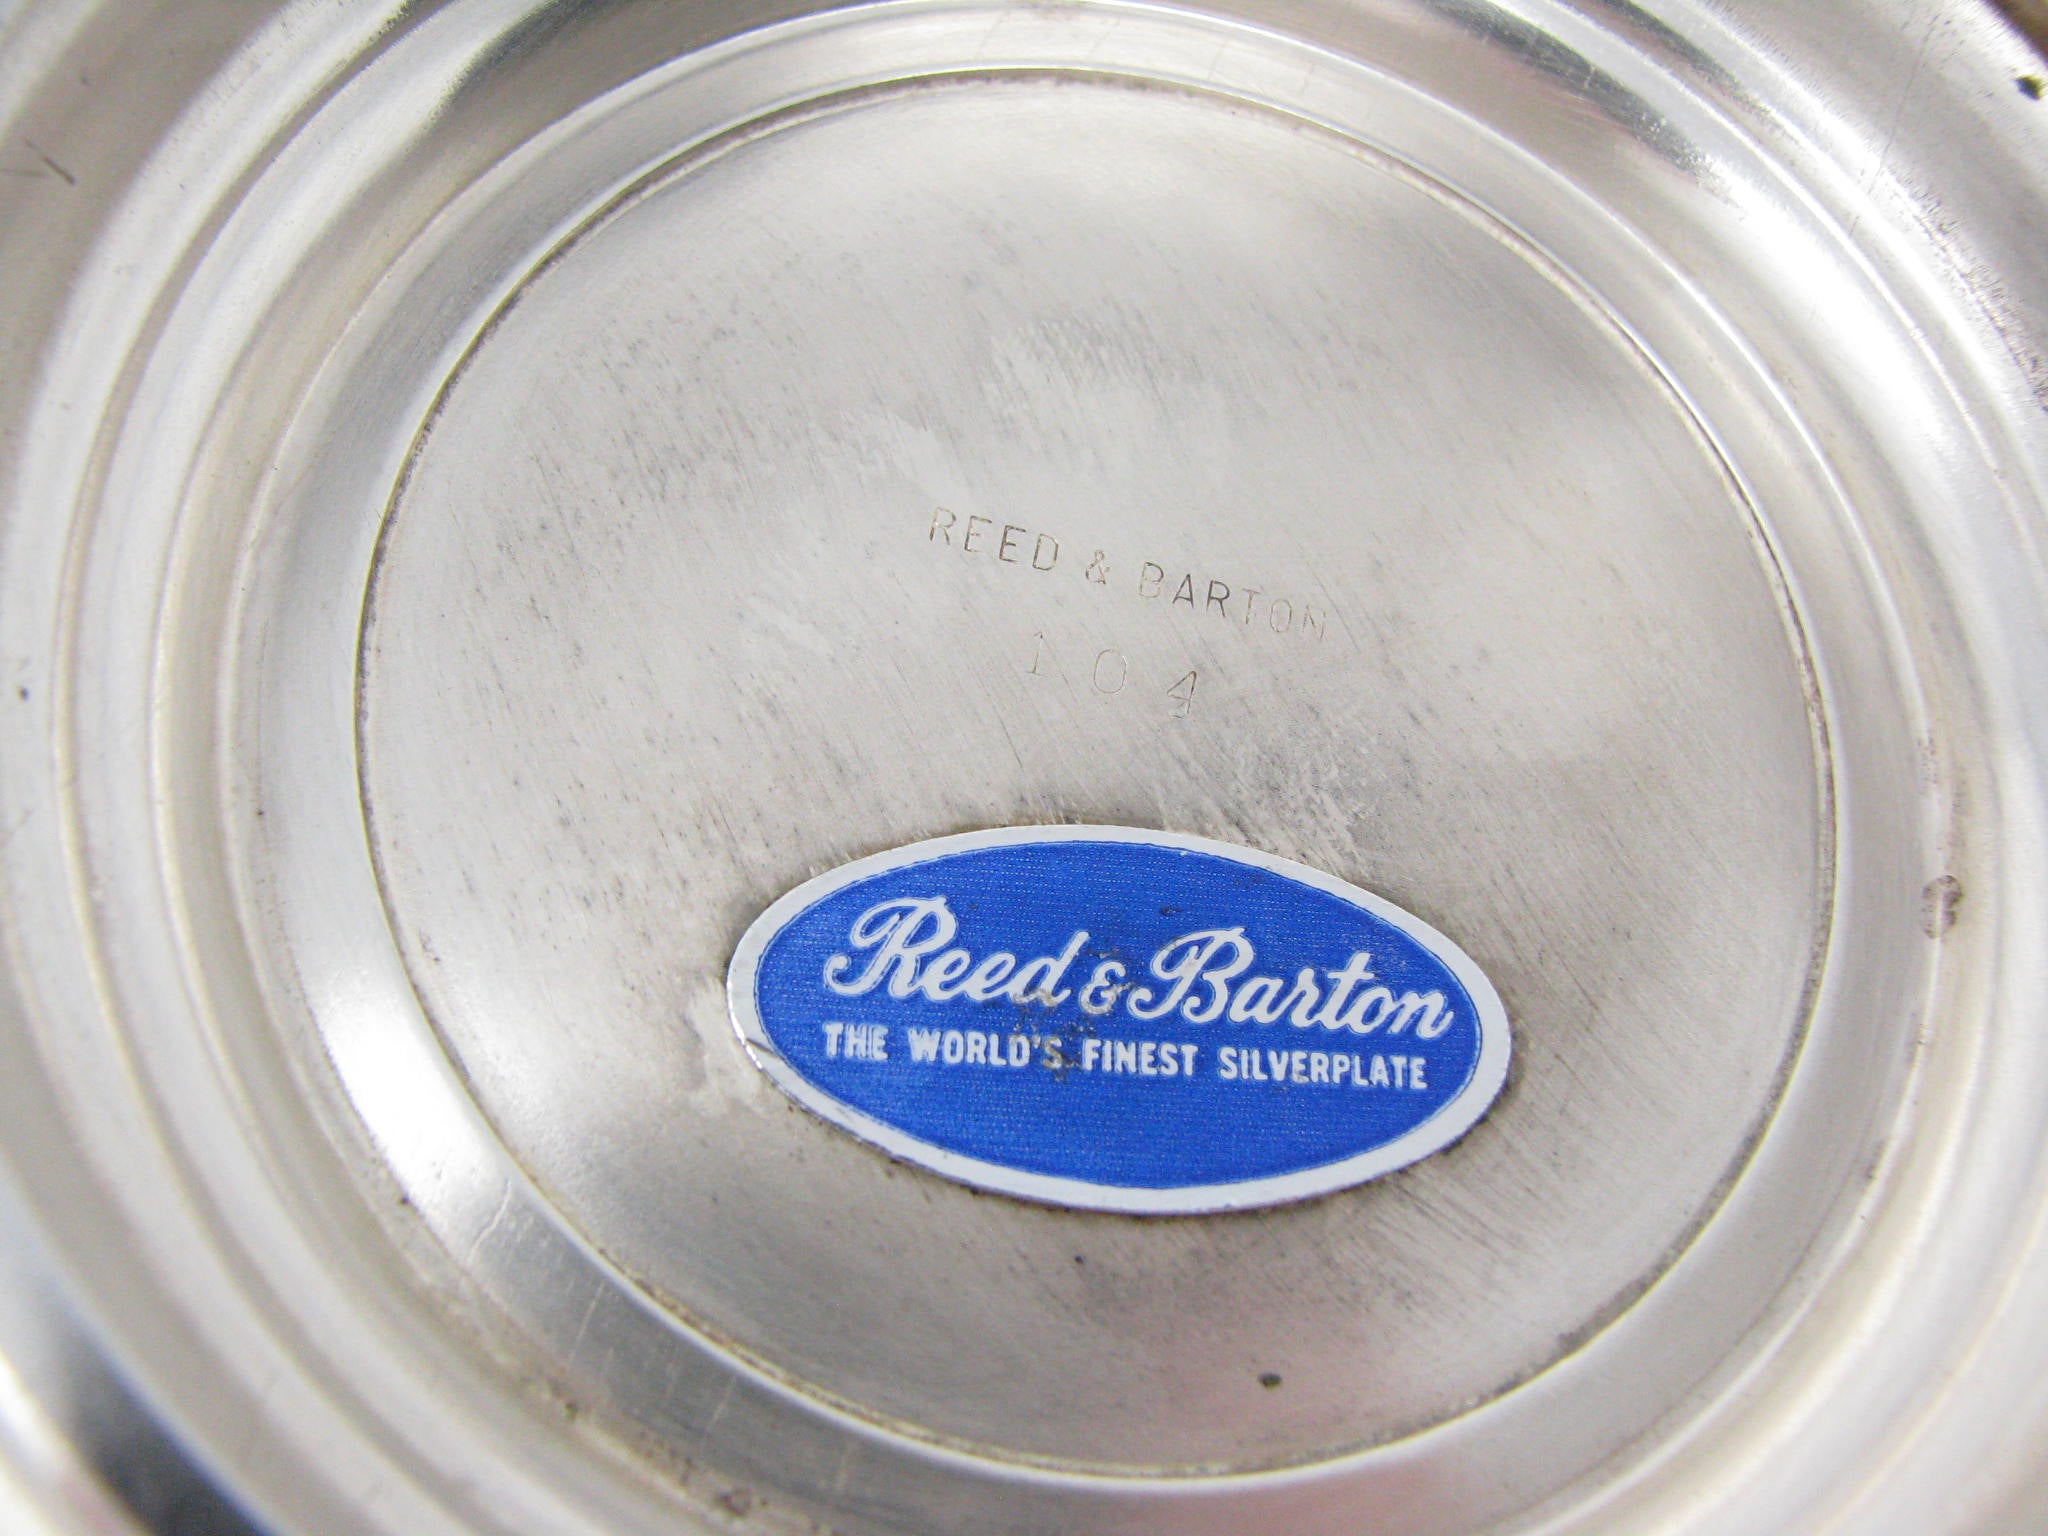 REED & BARTON
104
Reed & Barton
THE WORLD'S FINEST SILVERPLATE